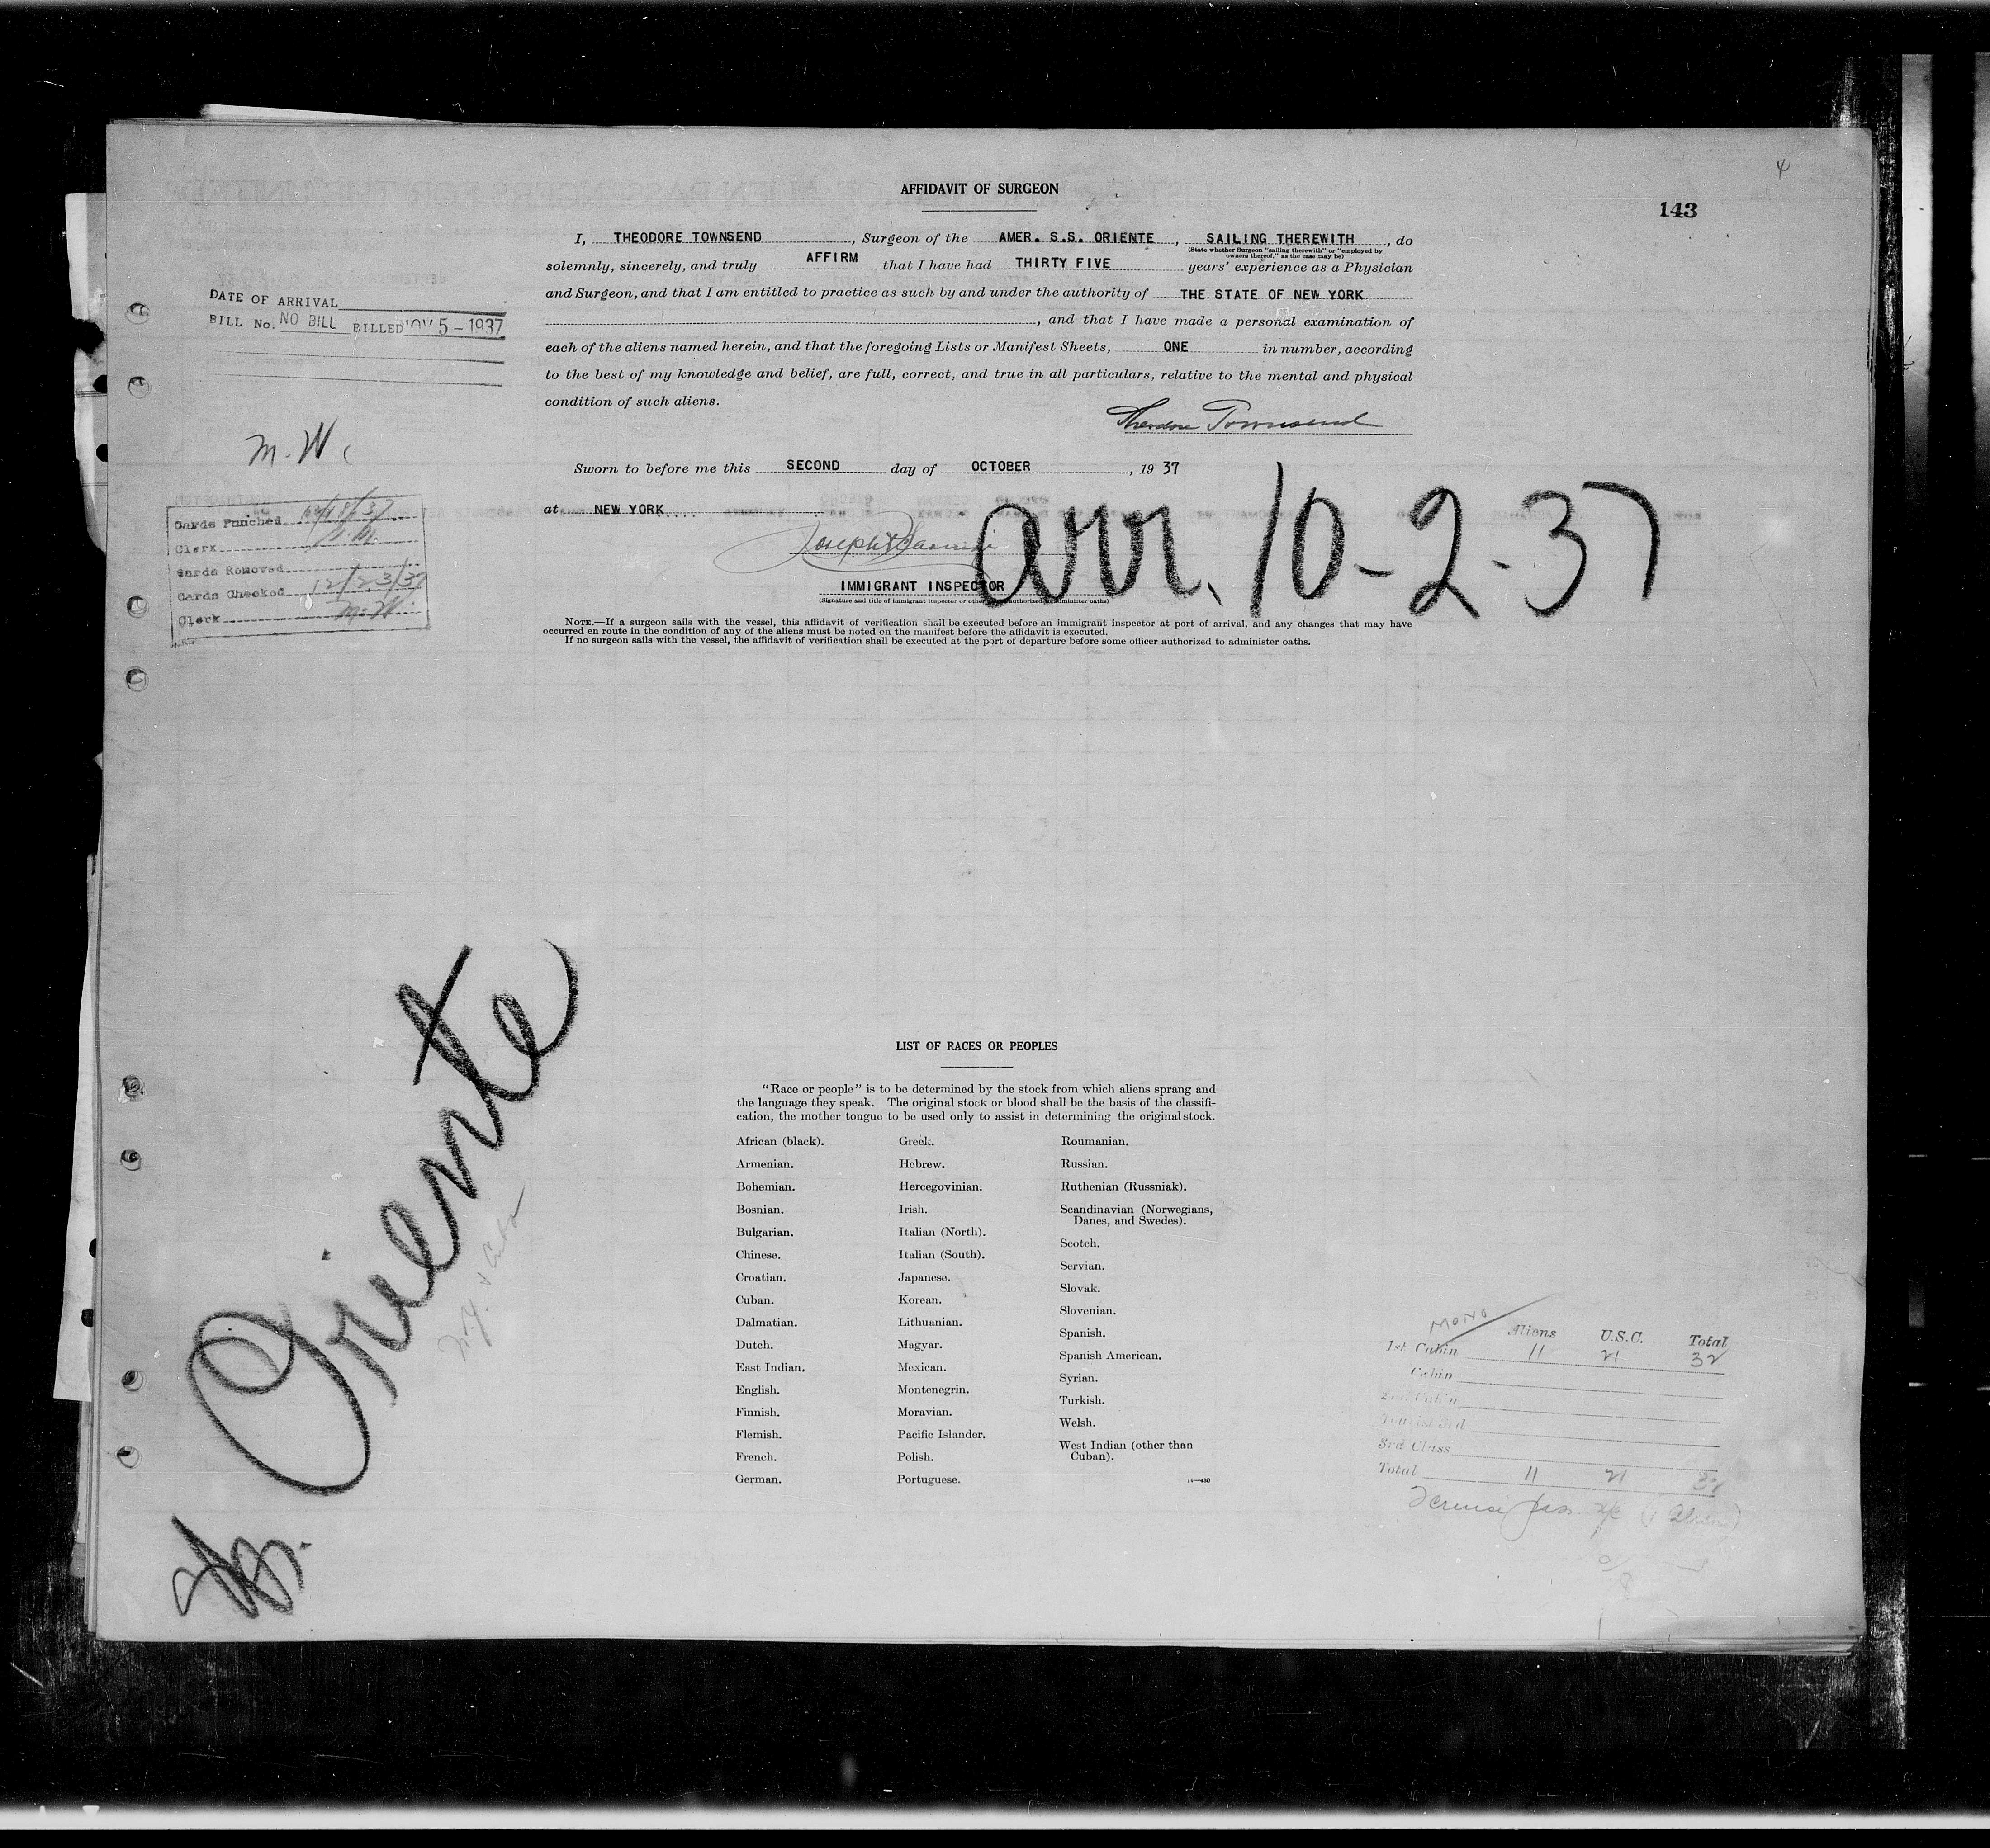 4
143
AFFIDAVIT OF SURGEON
I, THEODORE TOWNSEND, Surgeon of the AMER. S.S. ORIENTE, SAILING THEREWITH, do
(State whether Surgeon "sailing therewith" or "employed by
owners thereof," as the case may be)
solemnly, sincerely, and truly AFFIRM that I have had THIRTY FIVE years' experience as a Physician
and Surgeon, and that I am entitled to practice as such by and under the authority of THE STATE OF NEW YORK
, and that I have made a personal examination of
each of the aliens named herein, and that the foregoing Lists or Manifest Sheets, ONE in number, according
to the best of my knowledge and belief, are full, correct, and true in all particulars, relative to the mental and physical
condition of such aliens.
Theodore Townsend
Sworn to before me this SECOND day of OCTOBER, 1937
at NEW YORK
IMMIGRANT INSPECTOR
(Signature and title of immigrant inspector or other authorized to administer oaths)
arr. 10-2-37
NOTE.—If a surgeon sails with the vessel, this affidavit of verification shall be executed before an immigrant inspector at port of arrival, and any changes that may have
occurred en route in the condition of any of the aliens must be noted on the manifest before the affidavit is executed.
If no surgeon sails with the vessel, the affidavit of verification shall be executed at the port of departure before some officer authorized to administer oaths.
DATE OF ARRIVAL
BILL No. NO BILL BILLED NOV 5 - 1937
M. W.
Cards Punched
Clerk
Cards Removed
Cards Checked 12/23/37
Clerk M.W.
Oriente
LIST OF RACES OR PEOPLES
"Race or people" is to be determined by the stock from which aliens sprang and
the language they speak. The original stock or blood shall be the basis of the classifi-
cation, the mother tongue to be used only to assist in determining the original stock.
African (black).
Armenian.
Bohemian.
Bosnian.
Bulgarian.
Chinese.
Croatian.
Cuban.
Dalmatian.
Dutch.
East Indian.
English.
Finnish.
Flemish.
French.
German.
Greek.
Hebrew.
Hercegovinian.
Irish.
Italian (North).
Italian (South).
Japanese.
Korean.
Lithuanian.
Magyar.
Mexican.
Montenegrin.
Moravian.
Pacific Islander.
Polish.
Portuguese.
Roumanian.
Russian.
Ruthenian (Russniak).
Scandinavian (Norwegians,
Danes, and Swedes).
Scotch.
Servian.
Slovak.
Slovenian.
Spanish.
Spanish American.
Syrian.
Turkish.
Welsh.
West Indian (other than
Cuban).
MONO
Aliens U.S.C. Total
1st Cabin 11 21 32
Cabin
2nd Cabin
Tourist 3rd
3rd Class
Total 11 21 32